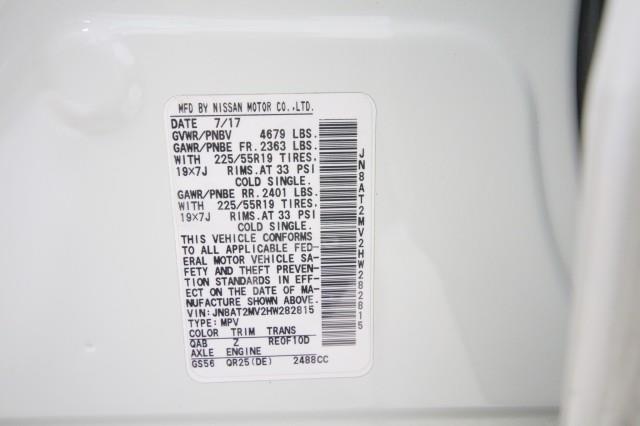 MFD BY NISSAN MOTOR CO.,LTD.
DATE 7/17
GVWR/PNBV 4679 LBS.
GAWR/PNBE FR.2363 LBS.
WITH 225/55R19 TIRES.
19×7J RIMS.AT 33 PSI
COLD SINGLE.
GAWR/PNBE RR.2401 LBS.
WITH 225/55R19 TIRES.
19×7J RIMS.AT 33 PSI
COLD SINGLE.
THIS VEHICLE CONFORMS
TO ALL APPLICABLE FED-
ERAL MOTOR VEHICLE SA-
FETY AND THEFT PREVEN-
TION STANDARDS IN EFF-
ECT ON THE DATE OF MA-
NUFACTURE SHOWN ABOVE.
VIN:JN8AT2MV2HW282815
TYPE:MPV
COLOR TRIM TRANS
QAB Z RE0F10D
AXLE ENGINE
GS56 QR25(DE) 2488CC
JN8AT2MV2HW282815